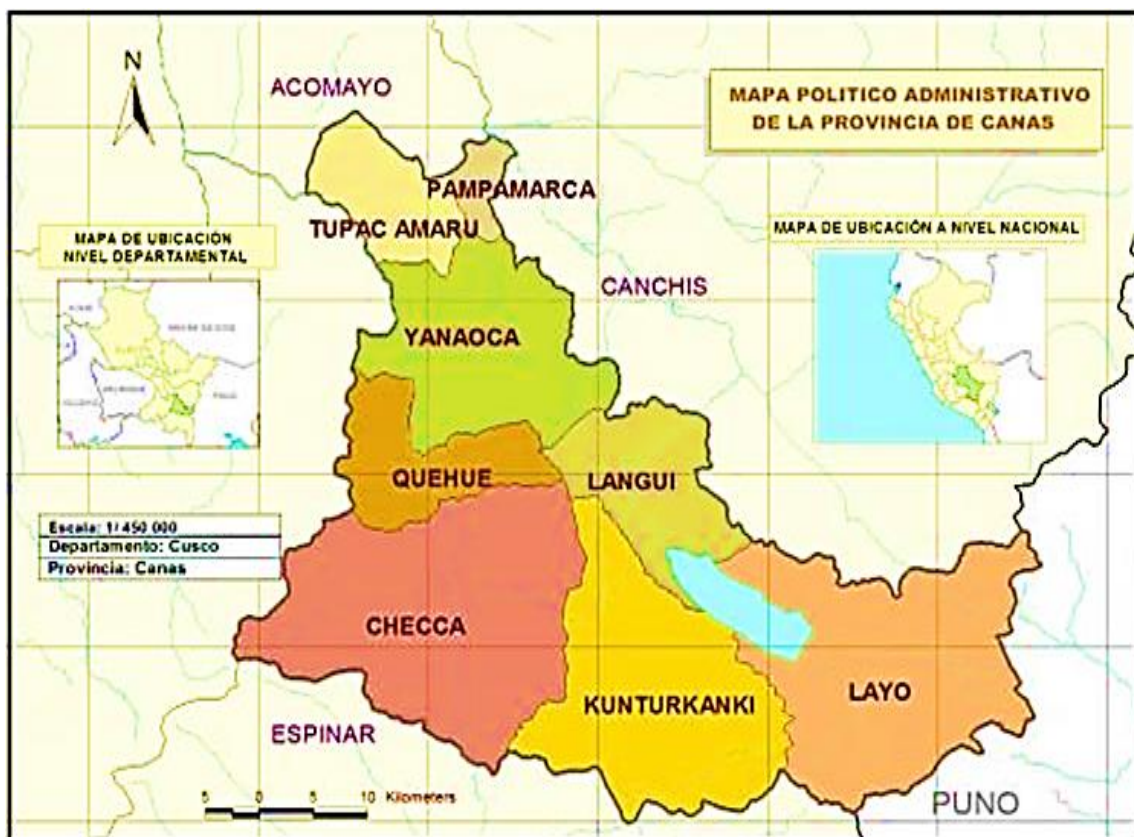 N
ACOMAYO
MAPA POLITICO ADMINISTRATIVO
DE LA PROVINCIA DE CANAS
PAMPAMARCA
TUPAC AMARU
MAPA DE UBICACIÓN
NIVEL DEPARTAMENTAL
MAPA DE UBICACIÓN A NIVEL NACIONAL
CANCHIS
YANAOCA
QUEHUE
LANGUI
Escala: 1/ 450 000
Departamento: Cusco
Provincia: Canas
CHECCA
KUNTURKANKI
LAYO
ESPINAR
5 0 5 10 Kilometers
PUNO